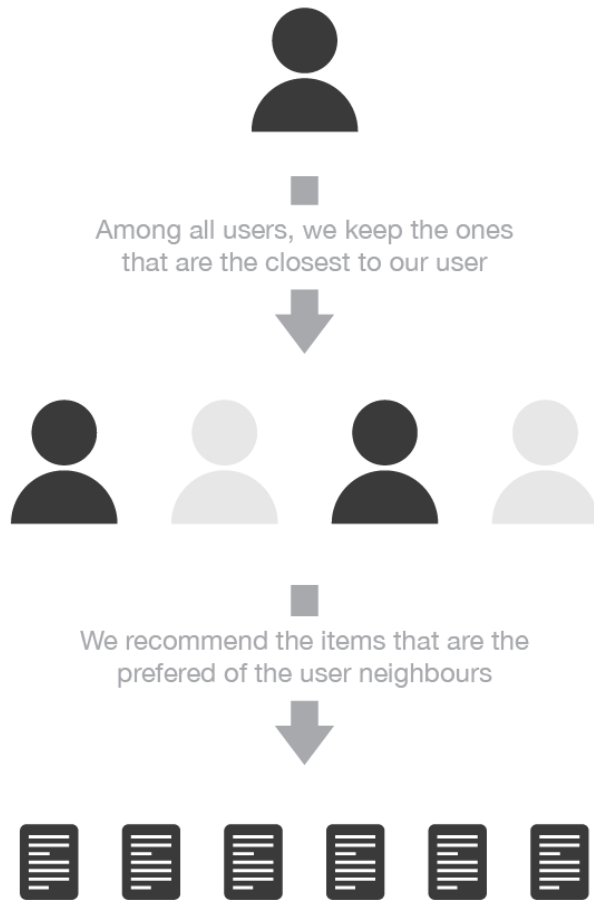 Among all users, we keep the ones
that are the closest to our user
We recommend the items that are the
prefered of the user neighbours